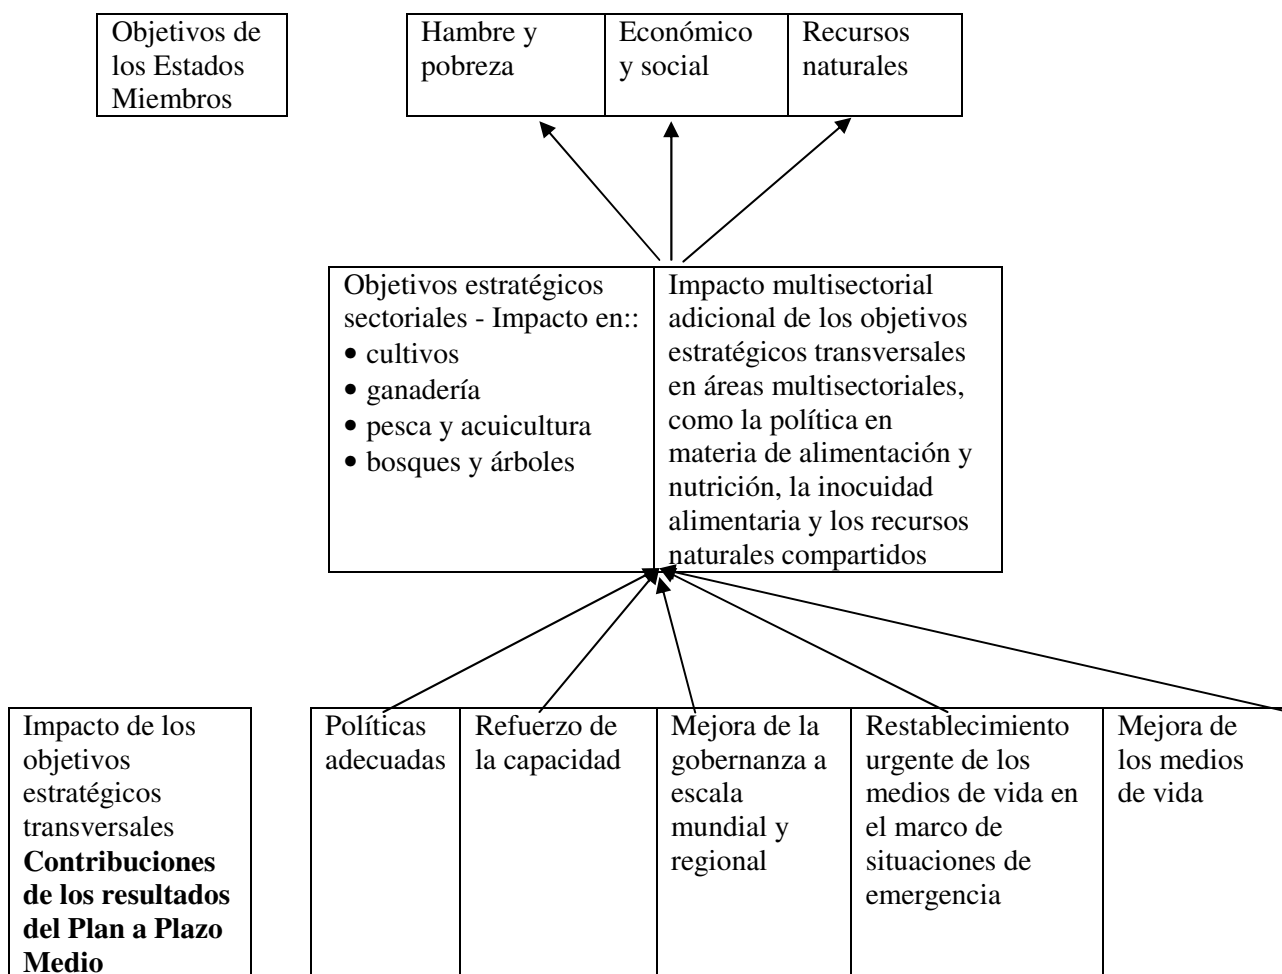 Objetivos de
los Estados
Miembros
Hambre y
pobreza
Económico
y social
Recursos
naturales
Objetivos estratégicos
sectoriales - Impacto en::
• cultivos
• ganadería
• pesca y acuicultura
• bosques y árboles
Impacto multisectorial
adicional de los objetivos
estratégicos transversales
en áreas multisectoriales,
como la política en
materia de alimentación y
nutrición, la inocuidad
alimentaria y los recursos
naturales compartidos
Impacto de los
objetivos
estratégicos
transversales
Contribuciones
de los resultados
del Plan a Plazo
Medio
Políticas
adecuadas
Refuerzo de
la capacidad
Mejora de la
gobernanza a
escala
mundial y
regional
Restablecimiento
urgente de los
medios de vida en
el marco de
situaciones de
emergencia
Mejora de
los medios
de vida